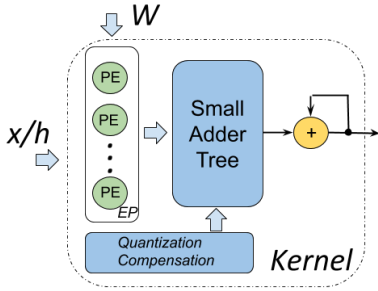 W
x/h
PE
PE
PE
EP
Small
Adder
Tree
+
Quantization
Compensation
Kernel